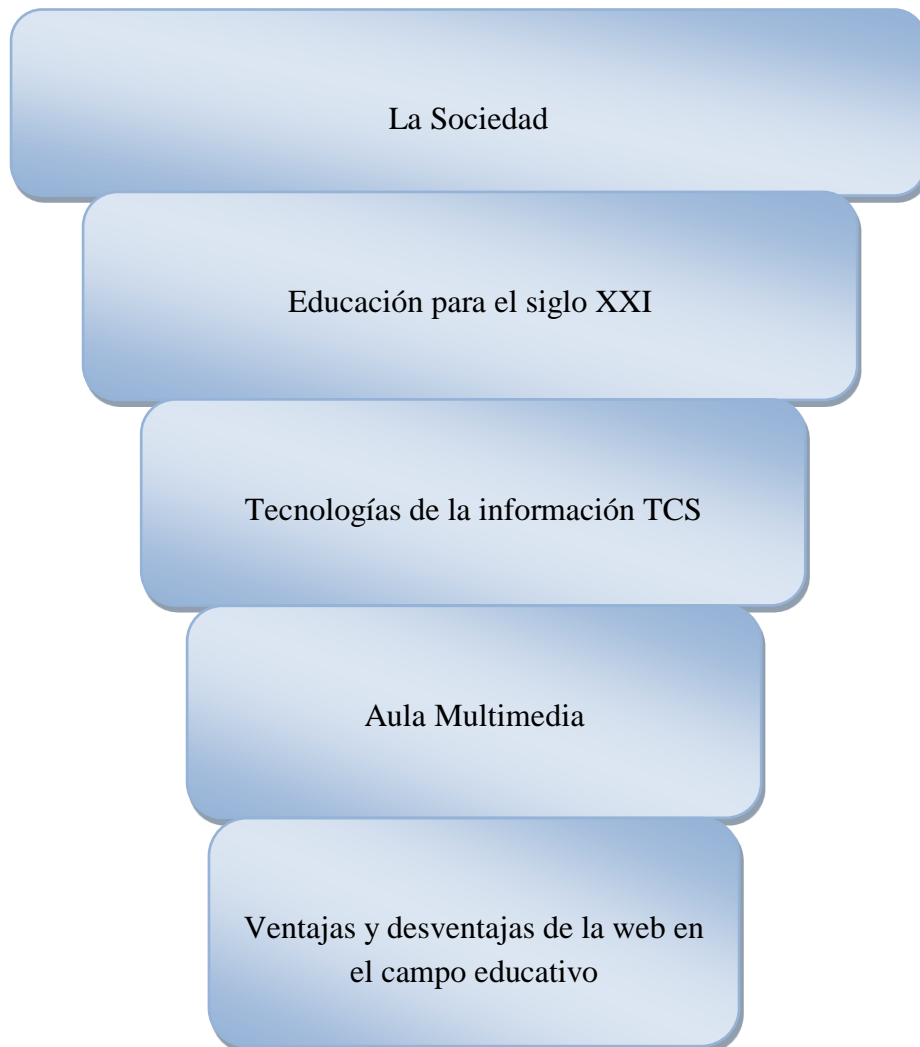 La Sociedad
Educación para el siglo XXI
Tecnologías de la información TCS
Aula Multimedia
Ventajas y desventajas de la web en
el campo educativo